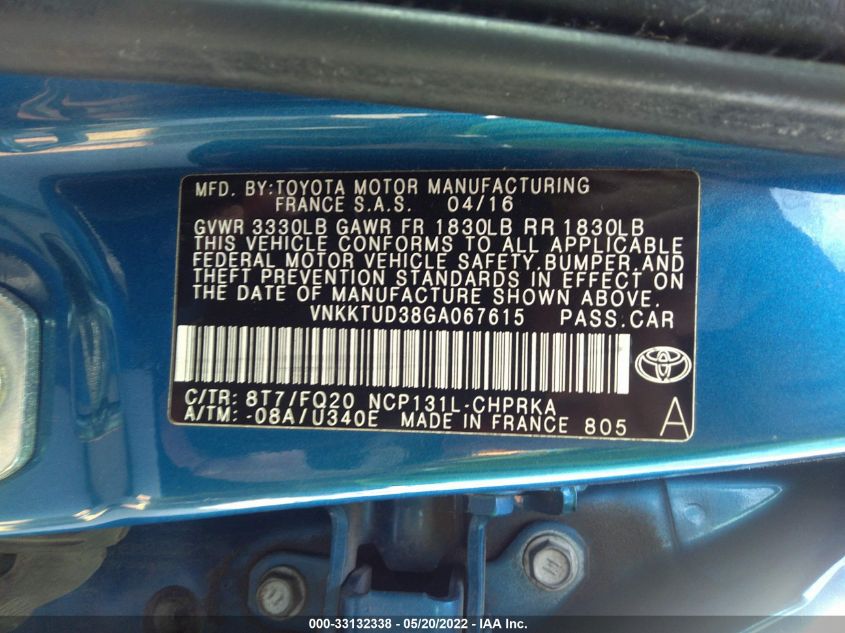 MFD. BY:TOYOTA MOTOR MANUFACTURING
FRANCE S.A.S. 04/16
GVWR 3330LB GAWR FR 1830LB RR 1830LB
THIS VEHICLE CONFORMS TO ALL APPLICABLE
FEDERAL MOTOR VEHICLE SAFETY, BUMPER, AND
THEFT PREVENTION STANDARDS IN EFFECT ON
THE DATE OF MANUFACTURE SHOWN ABOVE.
VNKKTUD38GA067615 PASS.CAR
C/TR: 8T7/FQ20 NCP131L-CHPRKA
A/TM: -08A/U340E MADE IN FRANCE 805
A
000-33132338 - 05/20/2022 - IAA Inc.